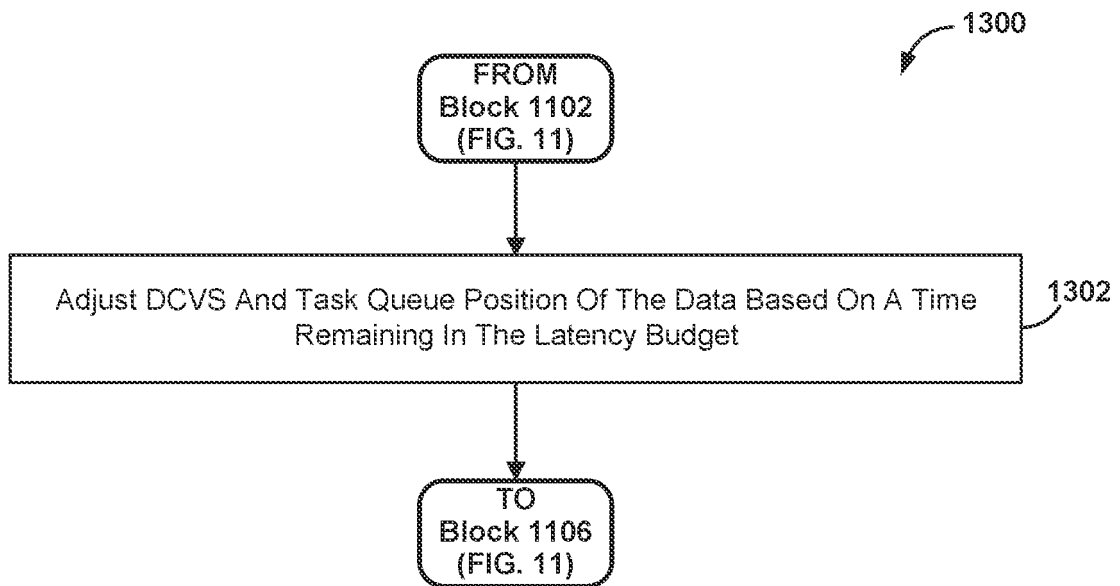 1300
FROM
Block 1102
(FIG. 11)
Adjust DCVS And Task Queue Position Of The Data Based On A Time
Remaining In The Latency Budget
1302
TO
Block 1106
(FIG. 11)